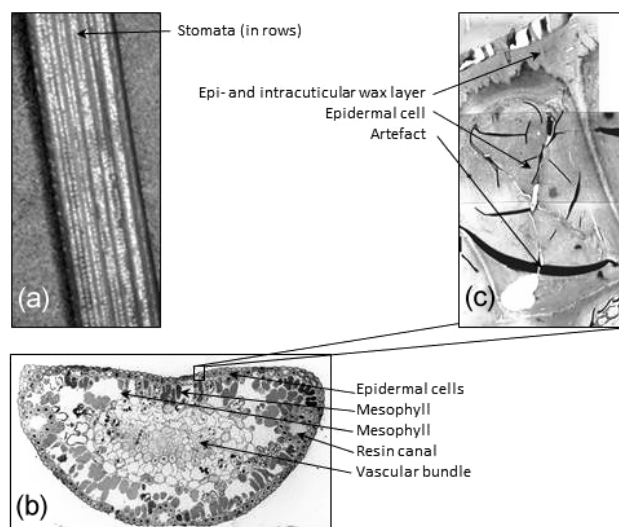 Stomata (in rows)
Epi- and intracuticular wax layer
Epidermal cell
Artefact
(a)
(c)
Epidermal cells
Mesophyll
Mesophyll
Resin canal
Vascular bundle
(b)